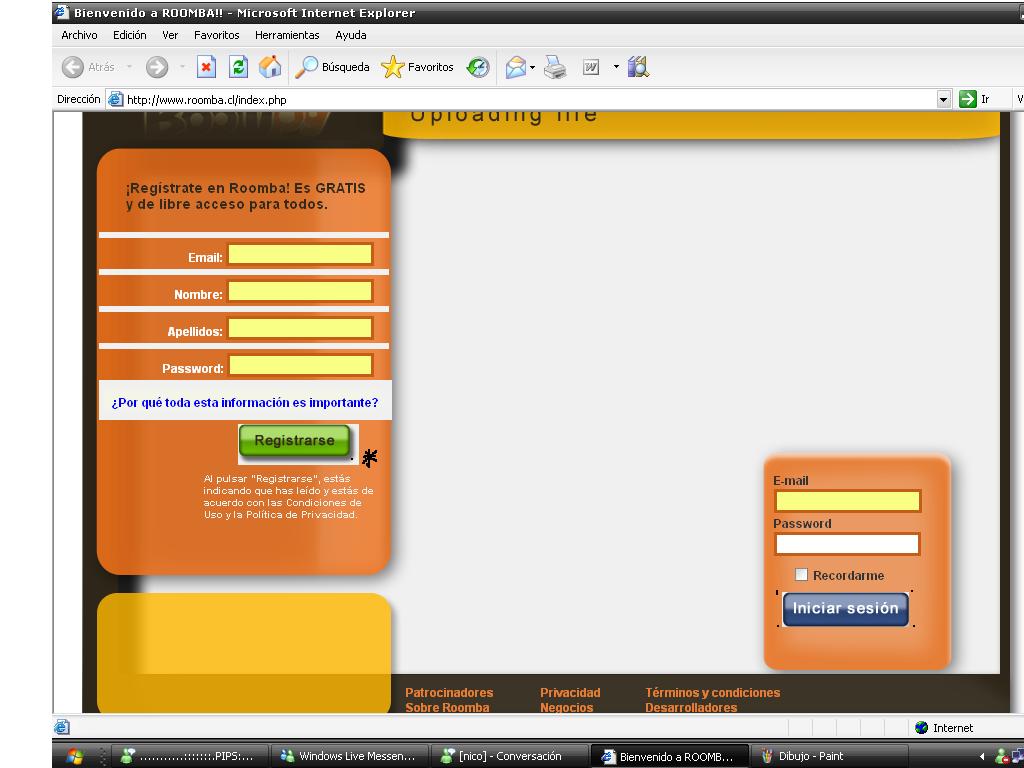 Bienvenido a ROOMBA!! - Microsoft Internet Explorer
Archivo Edición Ver Favoritos Herramientas Ayuda
Atrás Búsqueda Favoritos
Dirección http://www.roomba.cl/index.php Ir
Uploading life
¡Regístrate en Roomba! Es GRATIS
y de libre acceso para todos.
Email:
Nombre:
Apellidos:
Password:
¿Por qué toda esta información es importante?
Registrarse
Al pulsar "Registrarse", estás
indicando que has leído y estás de
acuerdo con las Condiciones de
Uso y la Política de Privacidad.
E-mail
Password
Recordarme
Iniciar sesión
Patrocinadores Privacidad Términos y condiciones
Sobre Roomba Negocios Desarrolladores
Internet
...................:::::::.PIPS:... Windows Live Messen... [nico] - Conversación Bienvenido a ROOMB... Dibujo - Paint